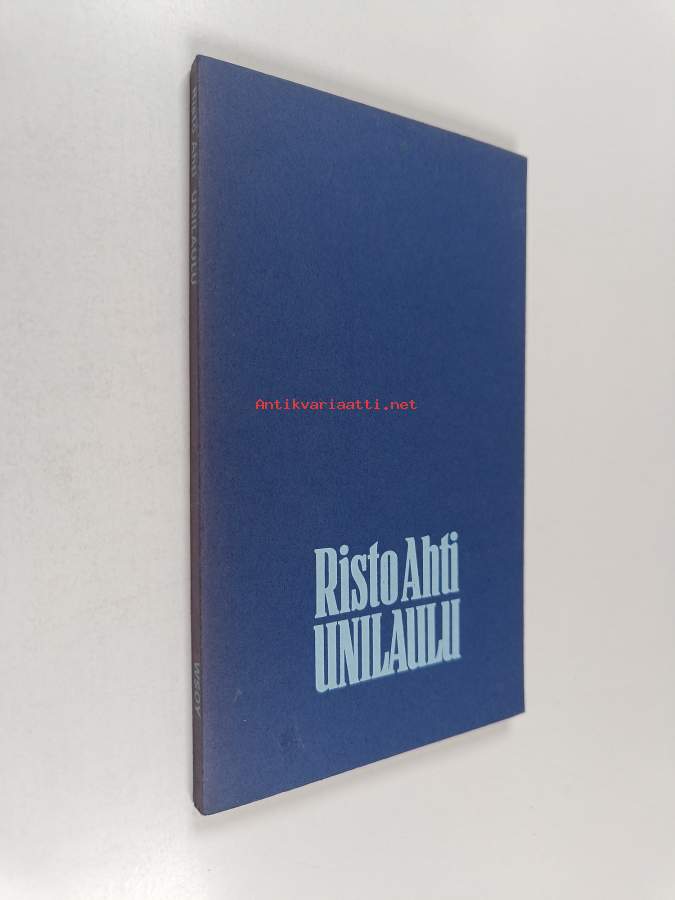 Risto Ahti UNILAULU
WSOY
Antikvariaatti.net
Risto Ahti
UNILAULU